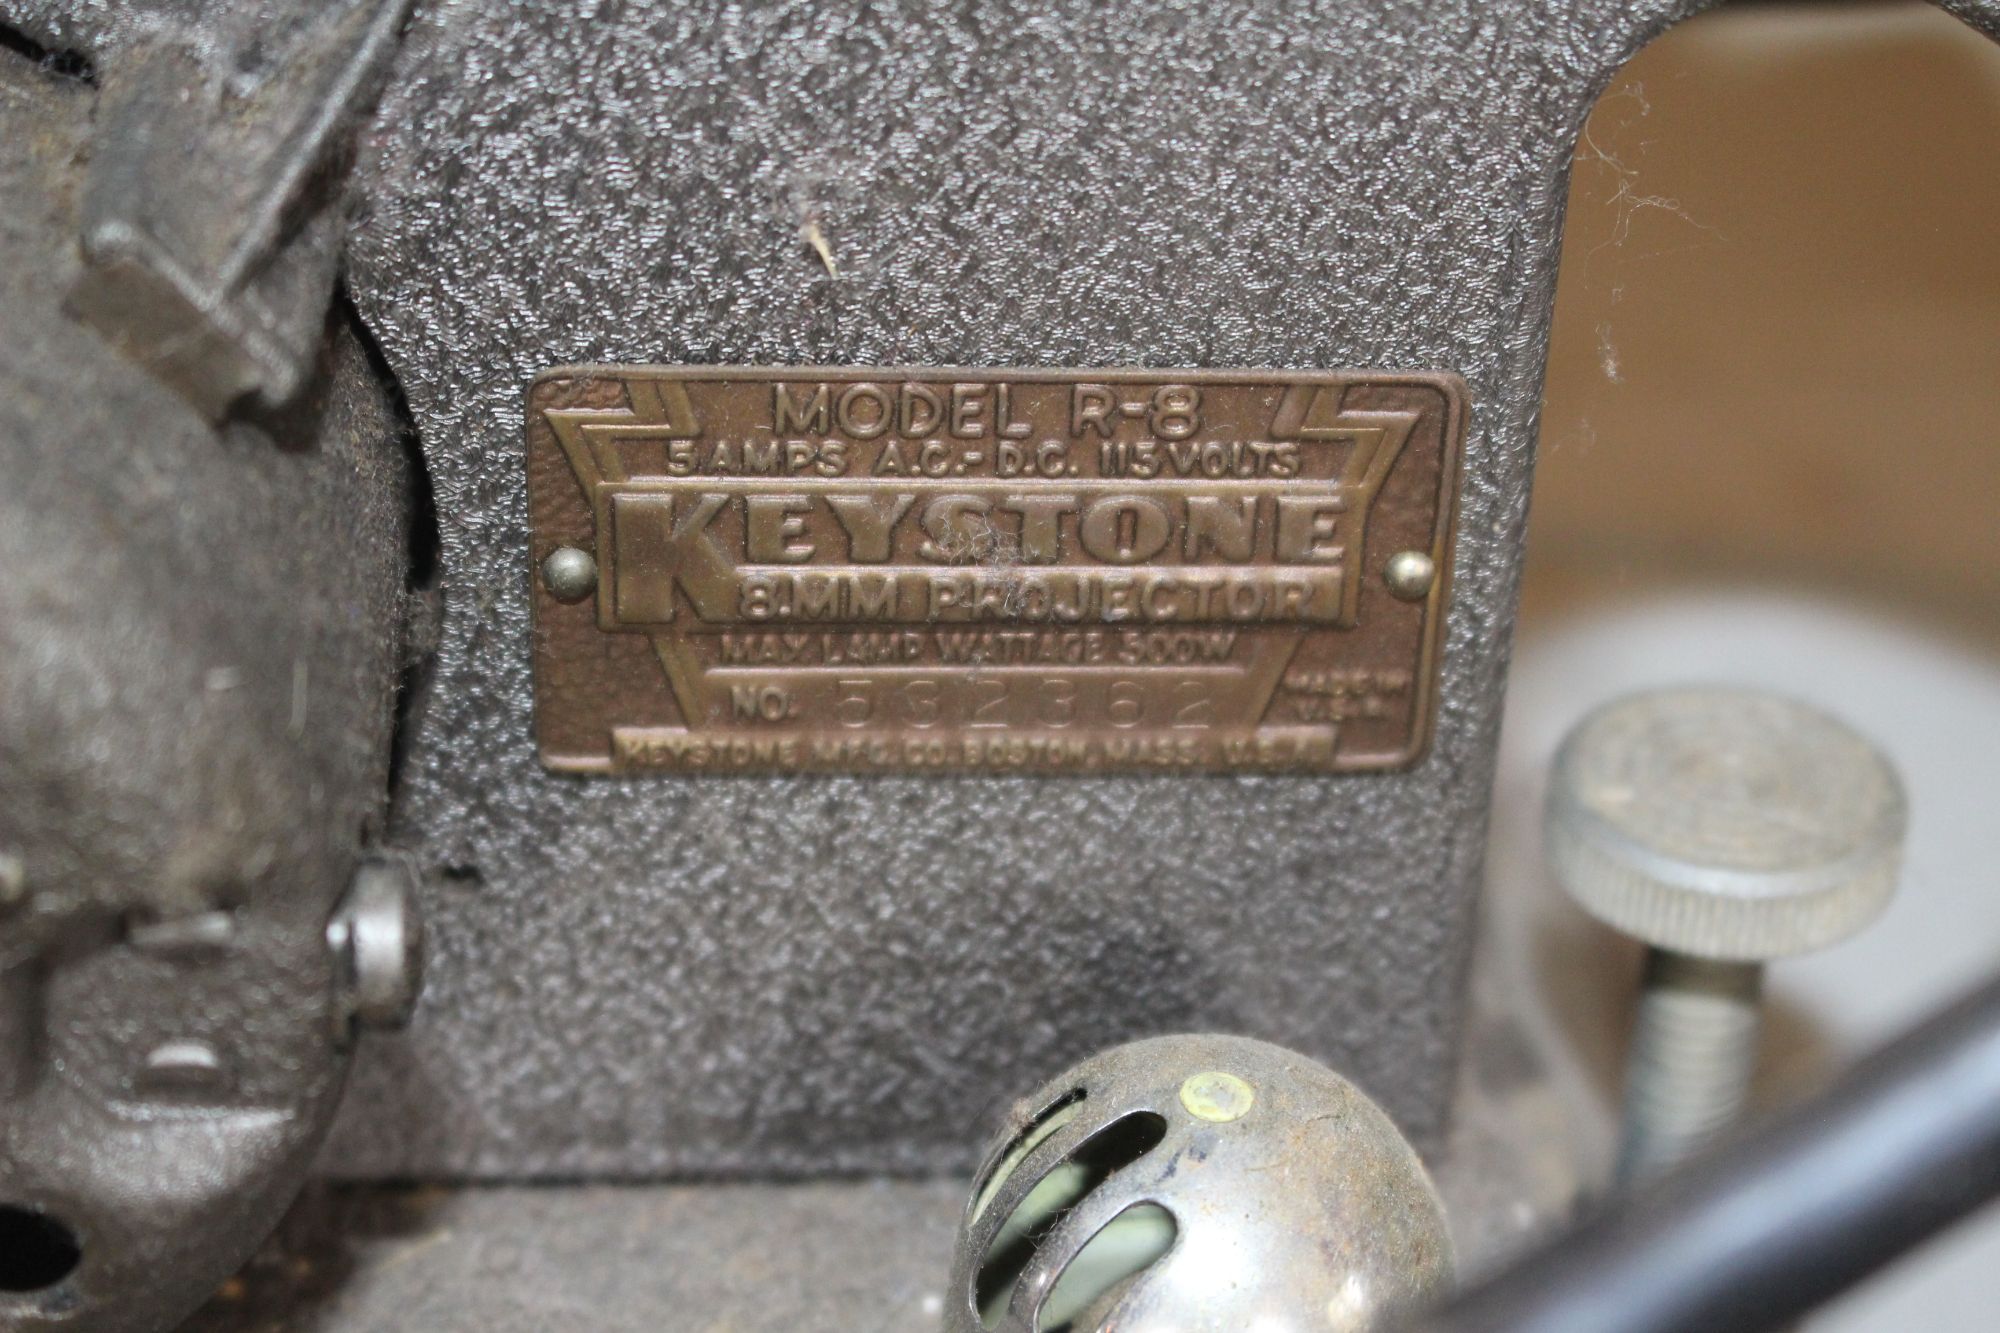 MODEL R-8
5 AMPS A.C.-D.C. 115 VOLTS
KEYSTONE
8MM PROJECTOR
MAX. LAMP WATTAGE 500W
NO. 532362
MADE IN
U.S.A.
KEYSTONE MFG. CO. BOSTON, MASS. U.S.A.